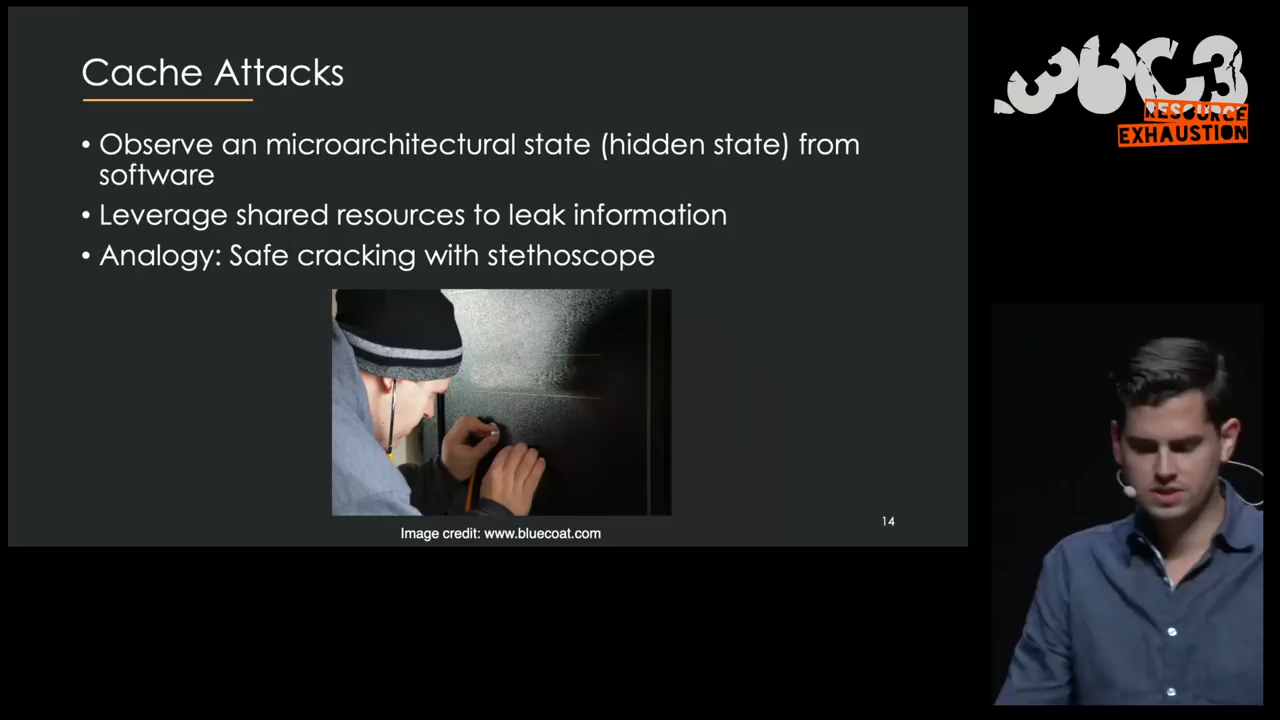 Cache Attacks
• Observe an microarchitectural state (hidden state) from
software
• Leverage shared resources to leak information
• Analogy: Safe cracking with stethoscope
Image credit: www.bluecoat.com
14
36C3
RESOURCE
EXHAUSTION